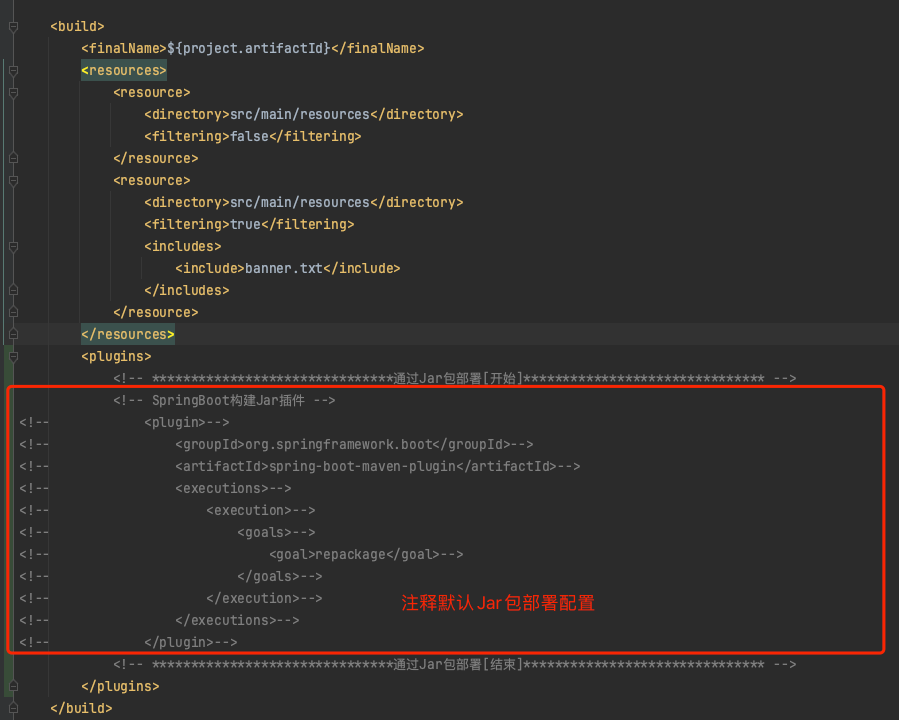 <build>
<finalName>${project.artifactId}</finalName>
<resources>
<resource>
<directory>src/main/resources</directory>
<filtering>false</filtering>
</resource>
<resource>
<directory>src/main/resources</directory>
<filtering>true</filtering>
<includes>
<include>banner.txt</include>
</includes>
</resource>
</resources>
<plugins>
<!-- *******************************通过Jar包部署[开始]******************************* -->
<!-- SpringBoot构建Jar插件 -->
<!-- <plugin>-->
<!-- <groupId>org.springframework.boot</groupId>-->
<!-- <artifactId>spring-boot-maven-plugin</artifactId>-->
<!-- <executions>-->
<!-- <execution>-->
<!-- <goals>-->
<!-- <goal>repackage</goal>-->
<!-- </goals>-->
<!-- </execution>-->
注释默认Jar包部署配置
<!-- </executions>-->
<!-- </plugin>-->
<!-- *******************************通过Jar包部署[结束]******************************* -->
</plugins>
</build>